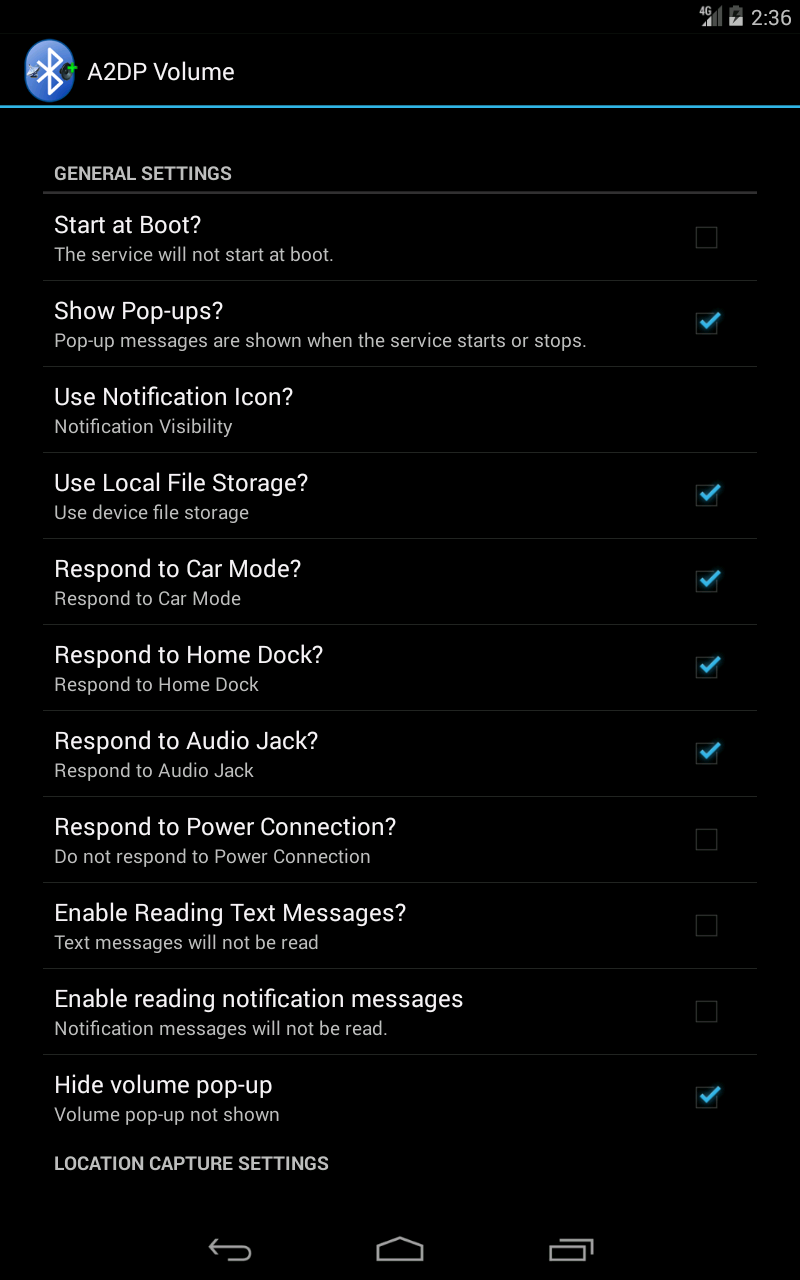 4G 2:36
A2DP Volume
GENERAL SETTINGS
Start at Boot?
The service will not start at boot.
Show Pop-ups?
Pop-up messages are shown when the service starts or stops.
Use Notification Icon?
Notification Visibility
Use Local File Storage?
Use device file storage
Respond to Car Mode?
Respond to Car Mode
Respond to Home Dock?
Respond to Home Dock
Respond to Audio Jack?
Respond to Audio Jack
Respond to Power Connection?
Do not respond to Power Connection
Enable Reading Text Messages?
Text messages will not be read
Enable reading notification messages
Notification messages will not be read.
Hide volume pop-up
Volume pop-up not shown
LOCATION CAPTURE SETTINGS